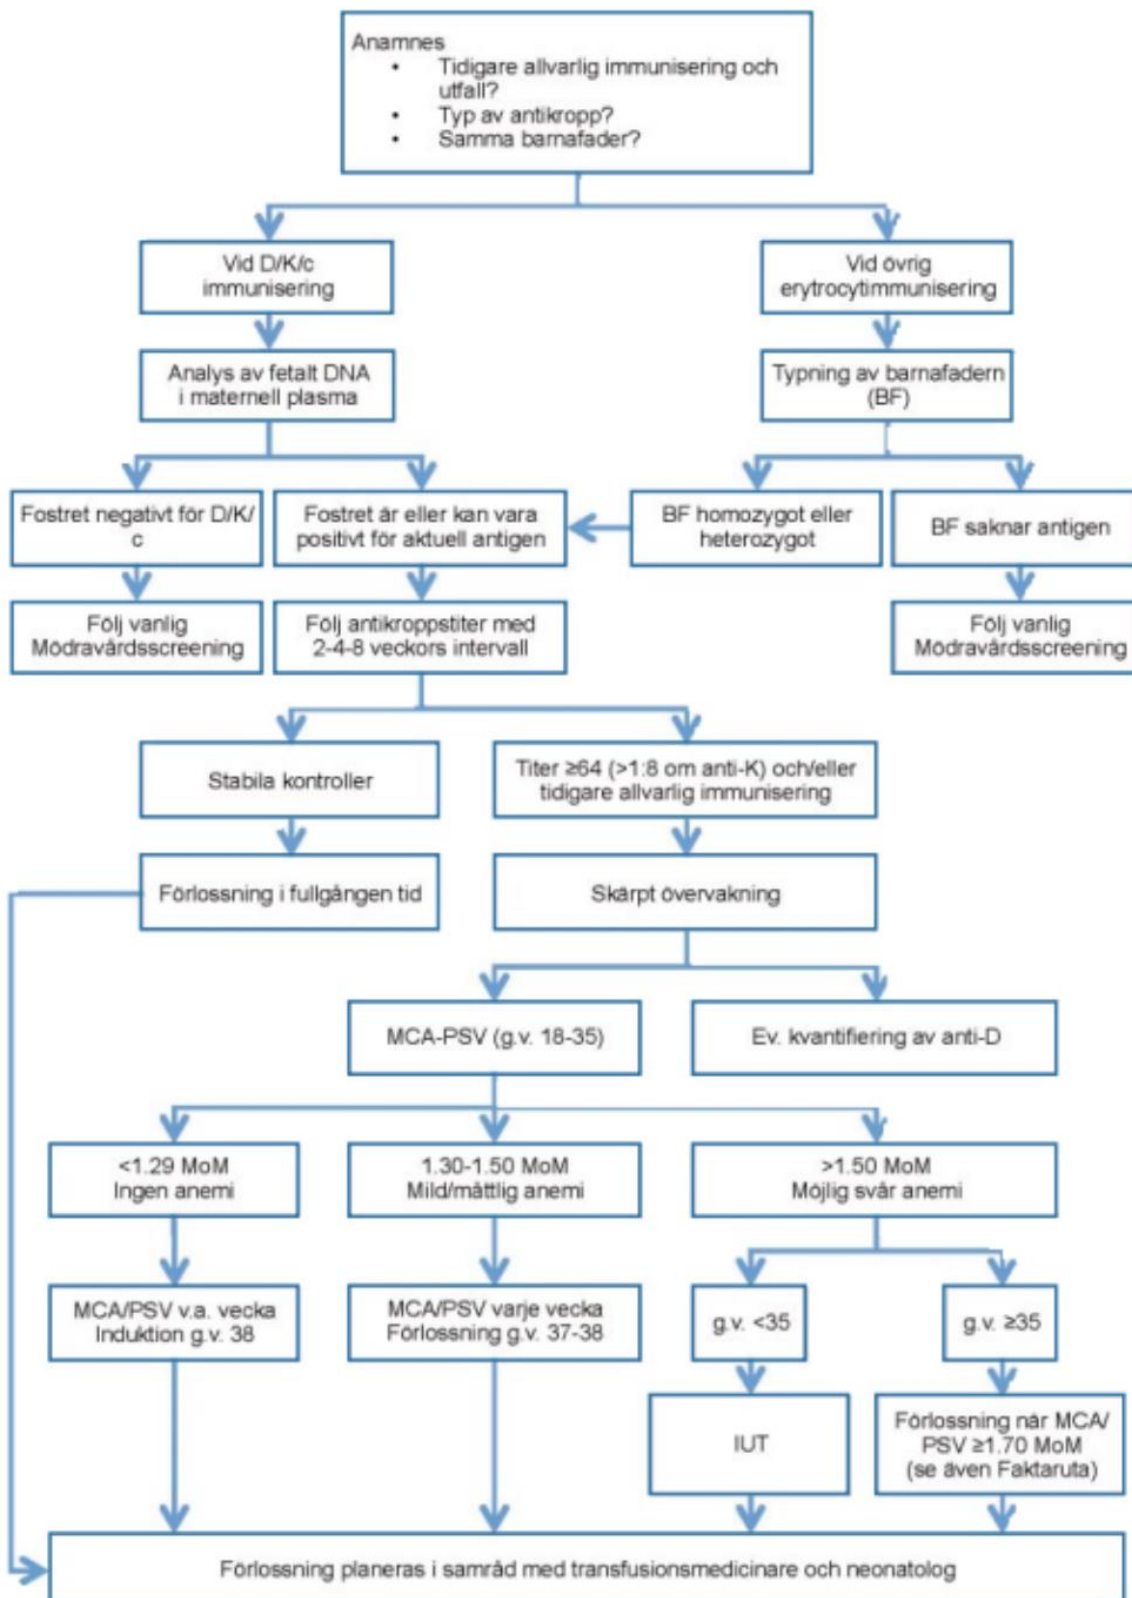 Anamnes
• Tidigare allvarlig immunisering och
utfall?
• Typ av antikropp?
• Samma barnafader?
Vid D/K/c
immunisering
Vid övrig
erytrocytimmunisering
Analys av fetalt DNA
i maternell plasma
Typning av barnafadern
(BF)
Fostret negativt för D/K/
c
Fostret är eller kan vara
positivt för aktuell antigen
BF homozygot eller
heterozygot
BF saknar antigen
Följ vanlig
Mödravårdsscreening
Följ antikroppstiter med
2-4-8 veckors intervall
Följ vanlig
Mödravårdsscreening
Stabila kontroller
Titer ≥64 (>1:8 om anti-K) och/eller
tidigare allvarlig immunisering
Förlossning i fullgången tid
Skärpt övervakning
MCA-PSV (g.v. 18-35)
Ev. kvantifiering av anti-D
<1.29 MoM
Ingen anemi
1.30-1.50 MoM
Mild/måttlig anemi
>1.50 MoM
Möjlig svår anemi
MCA/PSV v.a. vecka
Induktion g.v. 38
MCA/PSV varje vecka
Förlossning g.v. 37-38
g.v. <35
g.v. ≥35
IUT
Förlossning når MCA/
PSV ≥1.70 MoM
(se även Faktaruta)
Förlossning planeras i samråd med transfusionsmedicinare och neonatolog